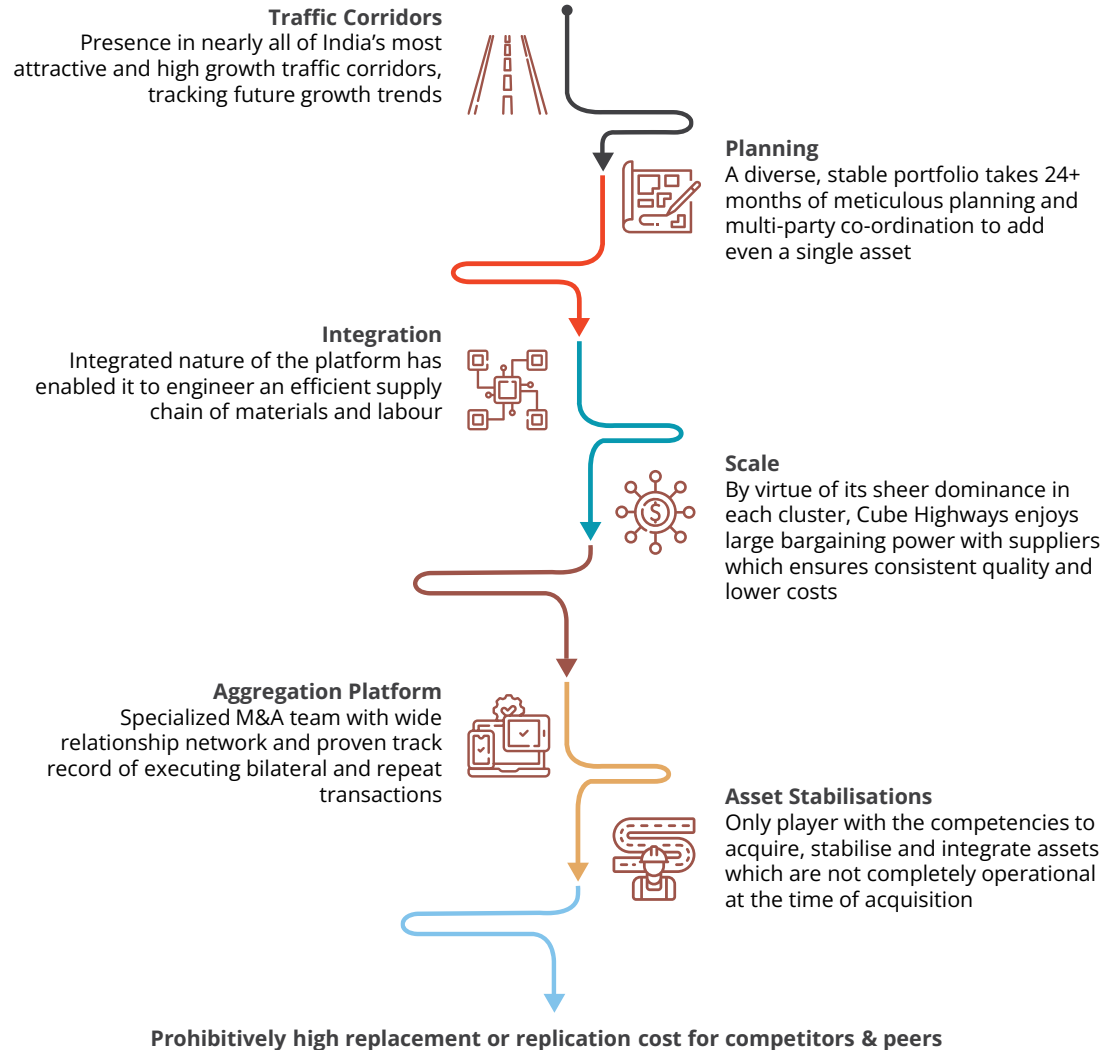 Traffic Corridors
Presence in nearly all of India's most
attractive and high growth traffic corridors,
tracking future growth trends
Planning
A diverse, stable portfolio takes 24+
months of meticulous planning and
multi-party co-ordination to add
even a single asset
Integration
Integrated nature of the platform has
enabled it to engineer an efficient supply
chain of materials and labour
Scale
By virtue of its sheer dominance in
each cluster, Cube Highways enjoys
large bargaining power with suppliers
which ensures consistent quality and
lower costs
Aggregation Platform
Specialized M&A team with wide
relationship network and proven track
record of executing bilateral and repeat
transactions
Asset Stabilisations
Only player with the competencies to
acquire, stabilise and integrate assets
which are not completely operational
at the time of acquisition
Prohibitively high replacement or replication cost for competitors & peers